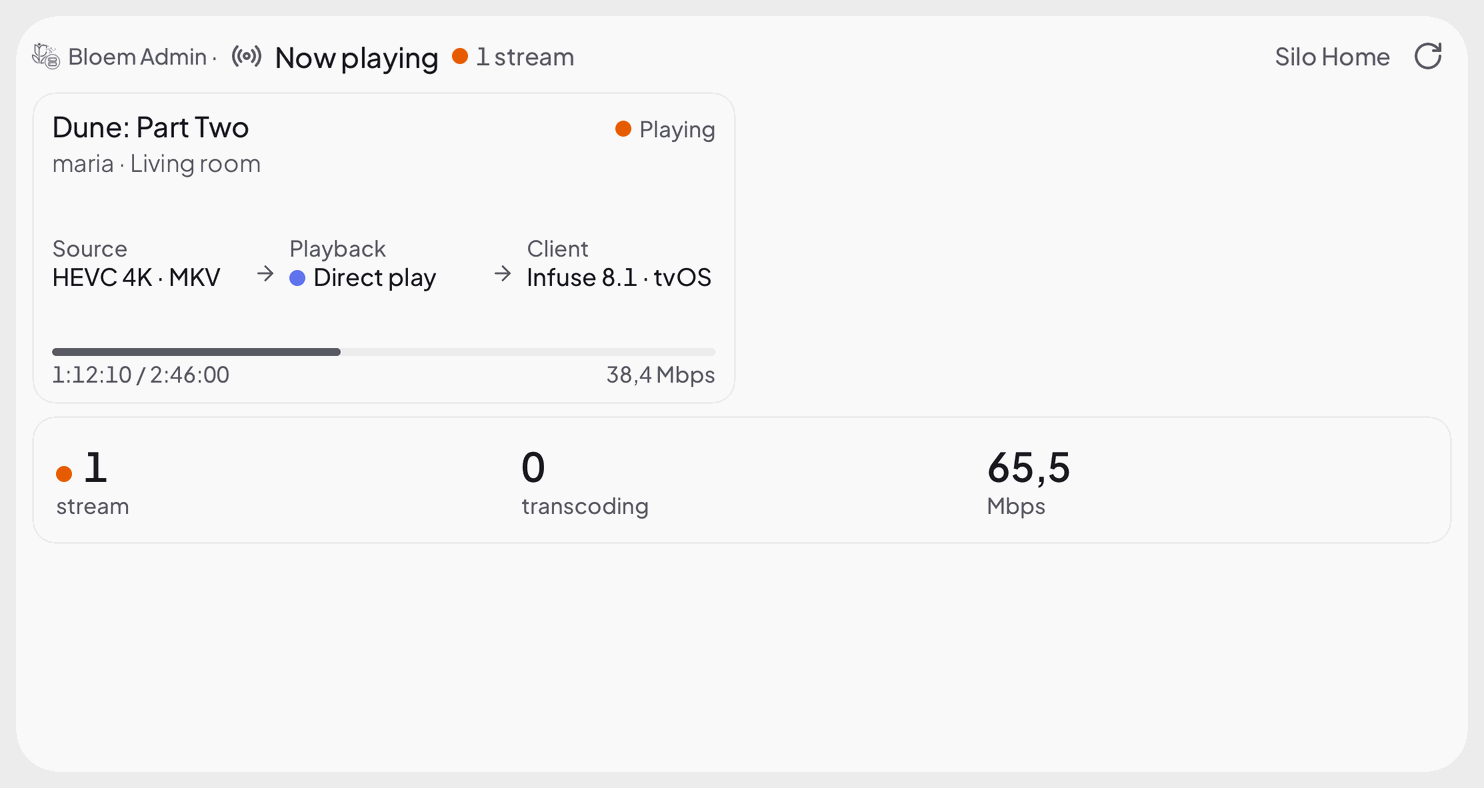 Bloem Admin · Now playing 1 stream Silo Home
Dune: Part Two Playing
maria · Living room
Source Playback Client
HEVC 4K · MKV → Direct play → Infuse 8.1 · tvOS
1:12:10 / 2:46:00 38,4 Mbps
1 0 65,5
stream transcoding Mbps